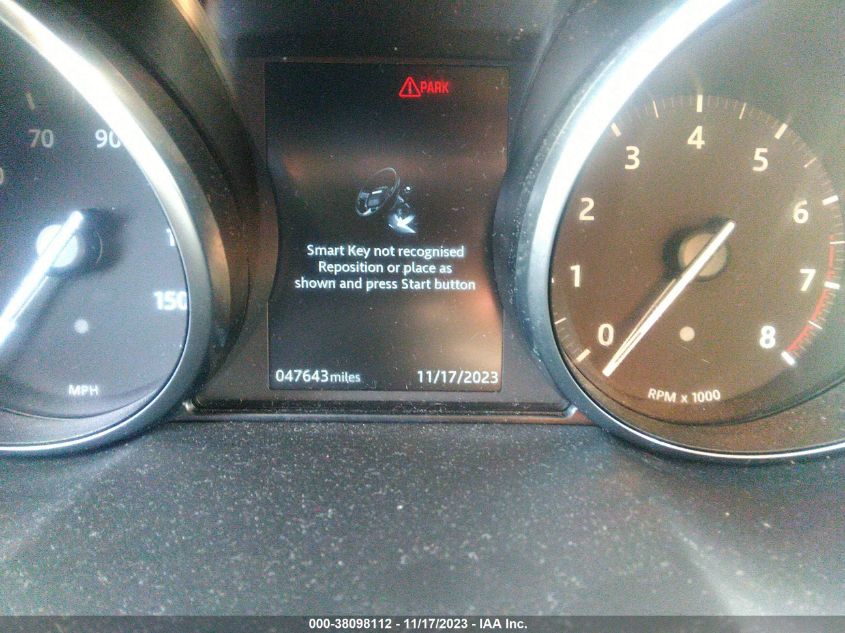 PARK
70
90
150
MPH
Smart Key not recognised
Reposition or place as
shown and press Start button
047643 miles
11/17/2023
0
1
2
3
4
5
6
7
8
RPM x 1000
000-38098112 - 11/17/2023 - IAA Inc.